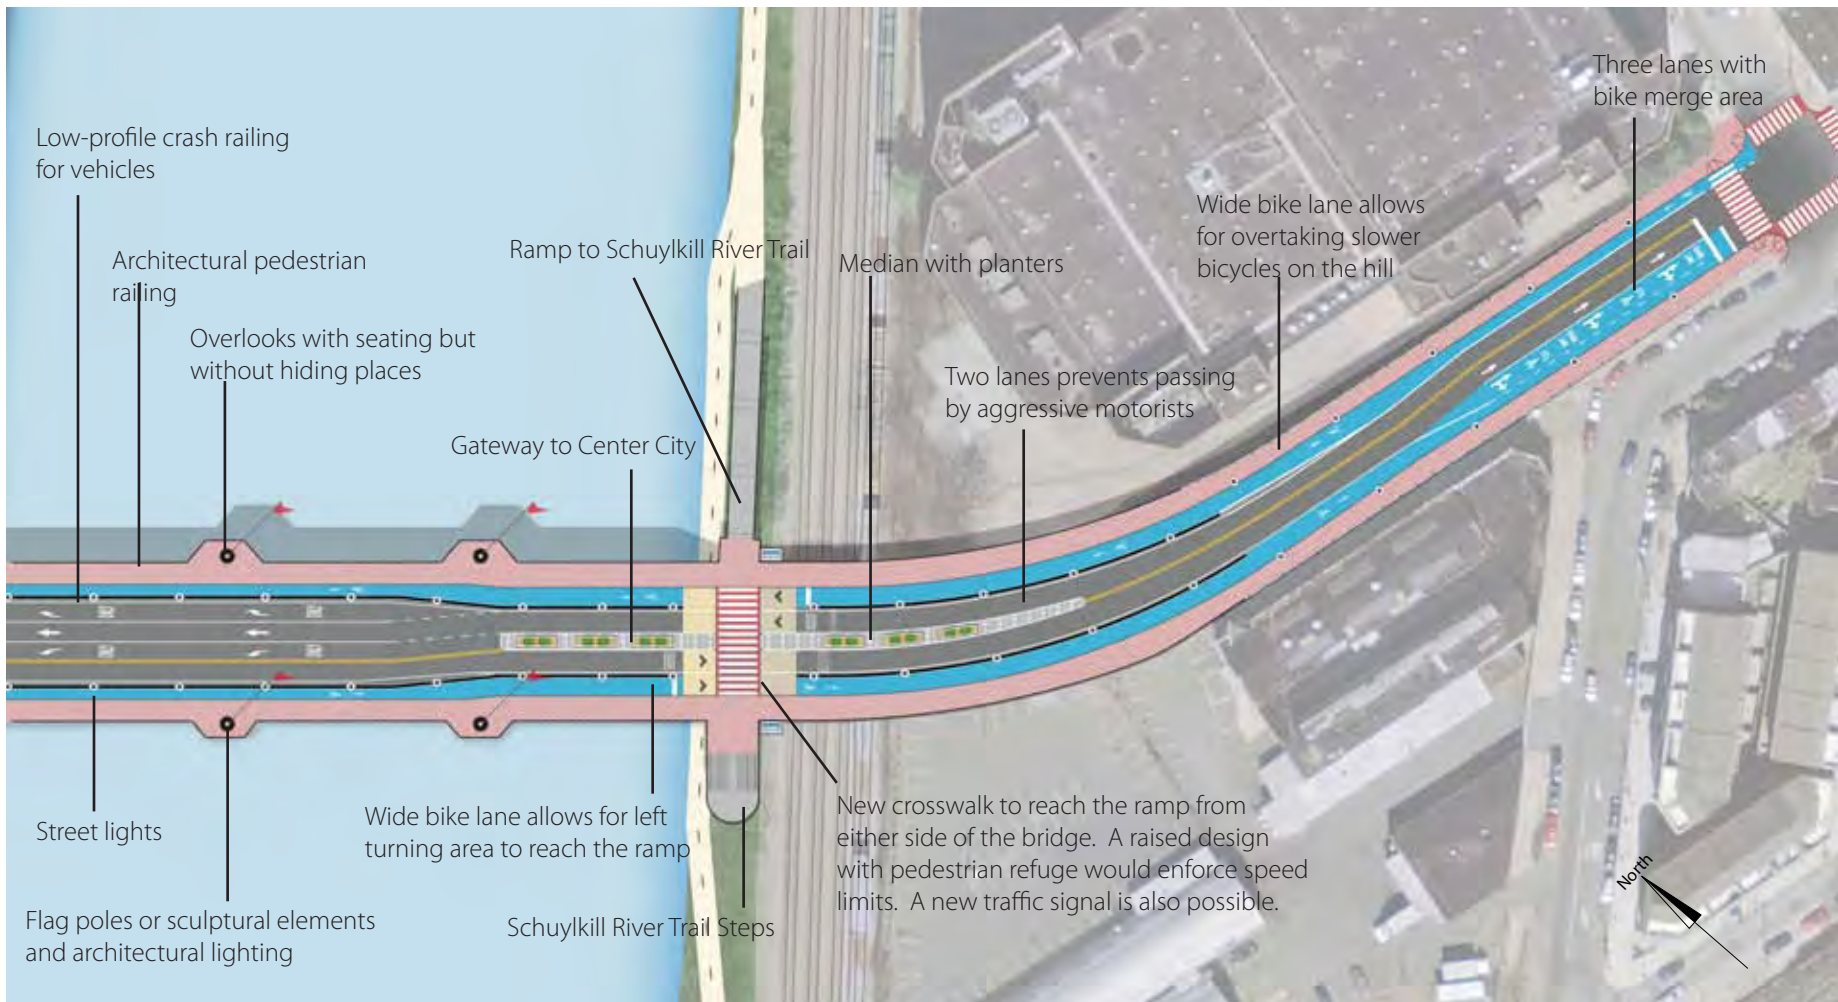 Three lanes with
bike merge area
Low-profile crash railing
for vehicles
Wide bike lane allows
for overtaking slower
bicycles on the hill
Ramp to Schuylkill River Trail
Architectural pedestrian
railing
Median with planters
Overlooks with seating but
without hiding places
Two lanes prevents passing
by aggressive motorists
Gateway to Center City
New crosswalk to reach the ramp from
either side of the bridge.  A raised design
with pedestrian refuge would enforce speed
limits.  A new traffic signal is also possible.
Wide bike lane allows for left
turning area to reach the ramp
Street lights
North
Flag poles or sculptural elements
and architectural lighting
Schuylkill River Trail Steps